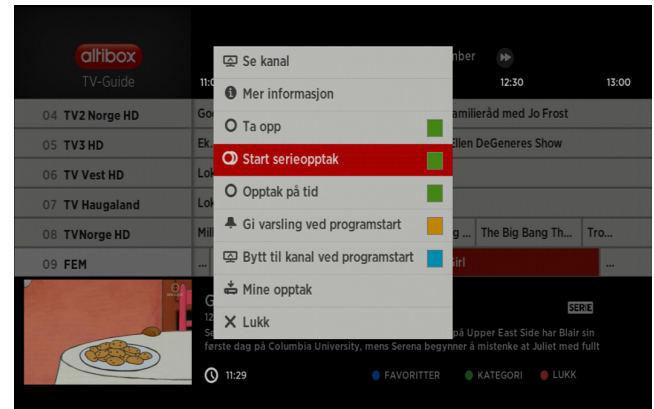 altibox
TV-Guide
Se kanal
Mer informasjon
Ta opp
Start serieopptak
Opptak på tid
Gi varsling ved programstart
Bytt til kanal ved programstart
Mine opptak
Lukk
12:30
13:00
04 TV2 Norge HD
med Jo Frost
05 TV3 HD
Ek...
Ellen DeGeneres Show
06 TV Vest HD
07 TV Haugaland
08 TVNorge HD
The Big Bang Th...
Tro...
09 FEM
...
...
...
SERIE
på Upper East Side har Blair sin
første dag på Columbia University, mens Serena begynner å mistenke at Juliet med fullt
11:29
FAVORITTER
KATEGORI
LUKK